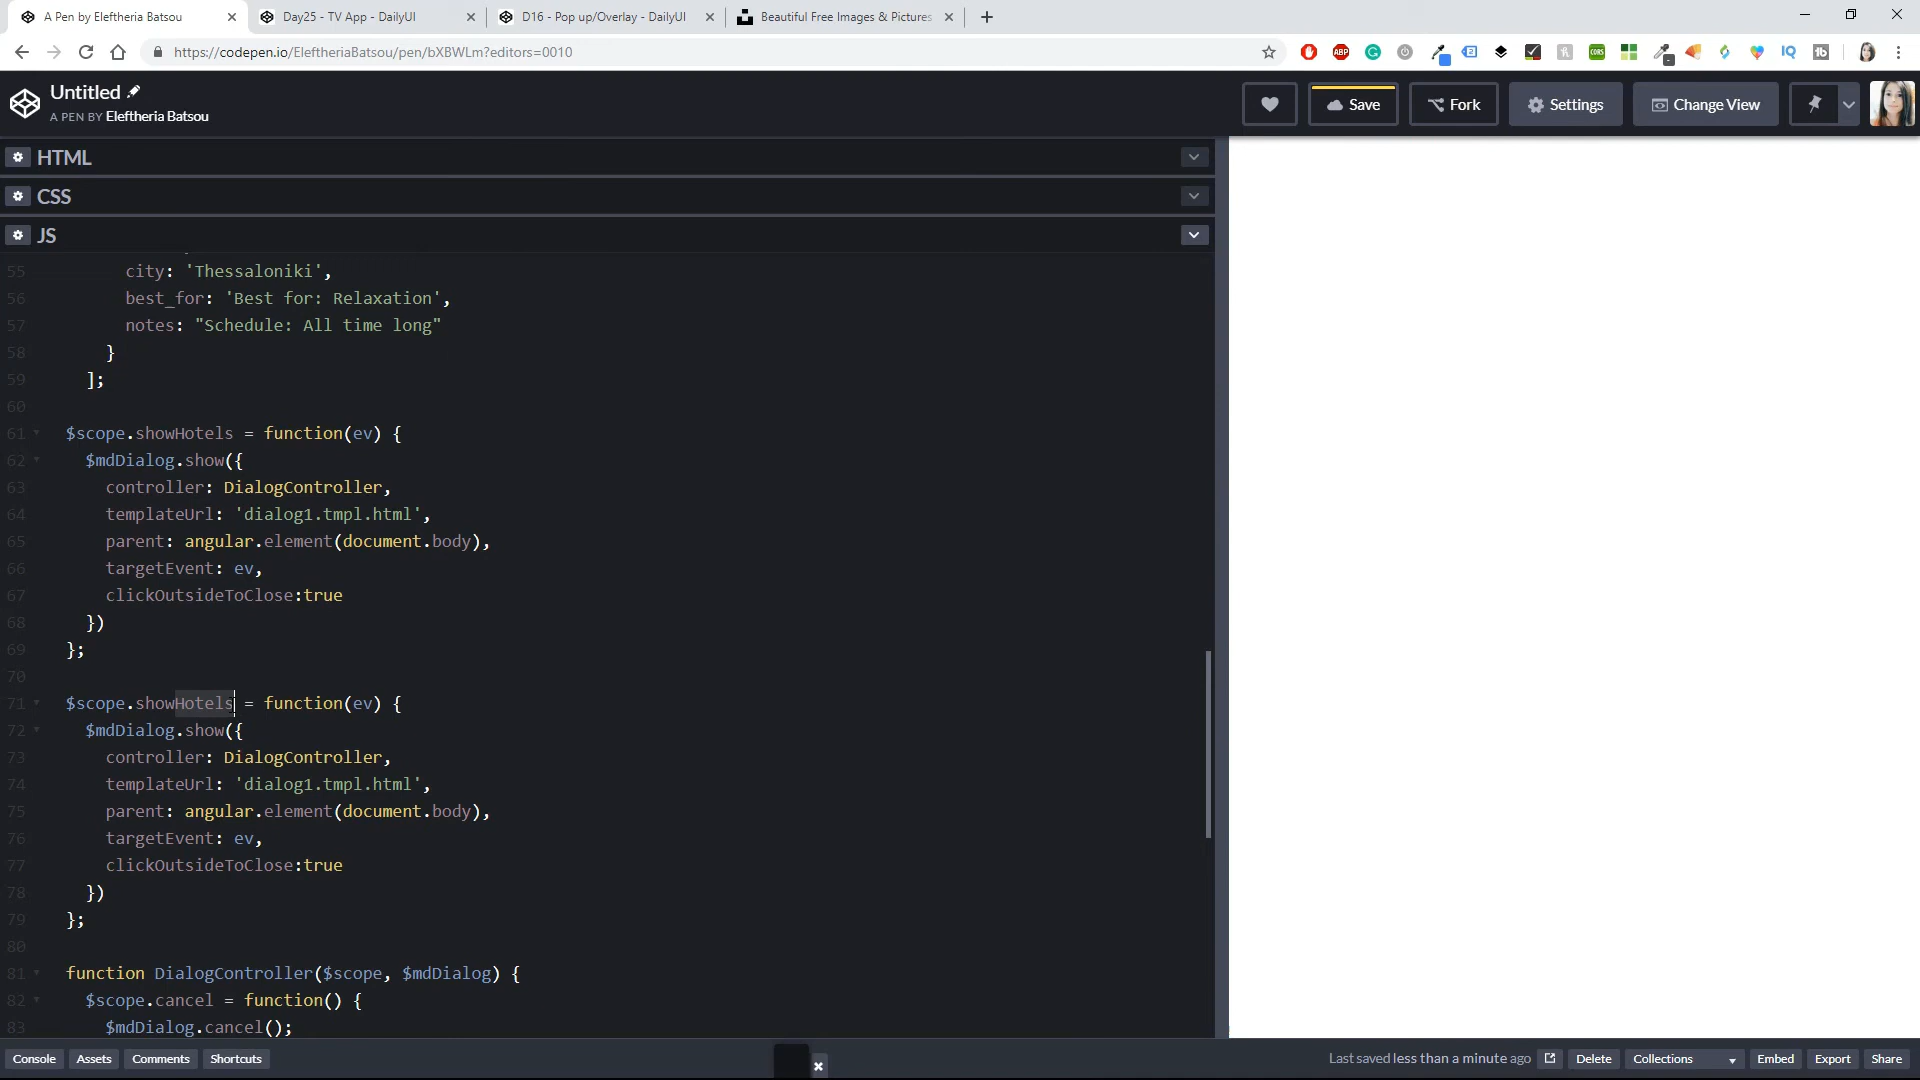 A Pen by Eleftheria Batsou
Day25 - TV App - DailyUI
D16 - Pop up/Overlay - DailyUI
Beautiful Free Images & Pictures
https://codepen.io/EleftheriaBatsou/pen/bXBWLm?editors=0010
Untitled
A PEN BY Eleftheria Batsou
Save
Fork
Settings
Change View
HTML
CSS
JS
55 city: 'Thessaloniki',
56 best_for: 'Best for: Relaxation',
57 notes: "Schedule: All time long"
58 }
59 ];
60
61 $scope.showHotels = function(ev) {
62 $mdDialog.show({
63 controller: DialogController,
64 templateUrl: 'dialog1.tmpl.html',
65 parent: angular.element(document.body),
66 targetEvent: ev,
67 clickOutsideToClose:true
68 })
69 };
70
71 $scope.showHotels = function(ev) {
72 $mdDialog.show({
73 controller: DialogController,
74 templateUrl: 'dialog1.tmpl.html',
75 parent: angular.element(document.body),
76 targetEvent: ev,
77 clickOutsideToClose:true
78 })
79 };
80
81 function DialogController($scope, $mdDialog) {
82 $scope.cancel = function() {
83 $mdDialog.cancel();
Console
Assets
Comments
Shortcuts
Last saved less than a minute ago
Delete
Collections
Embed
Export
Share